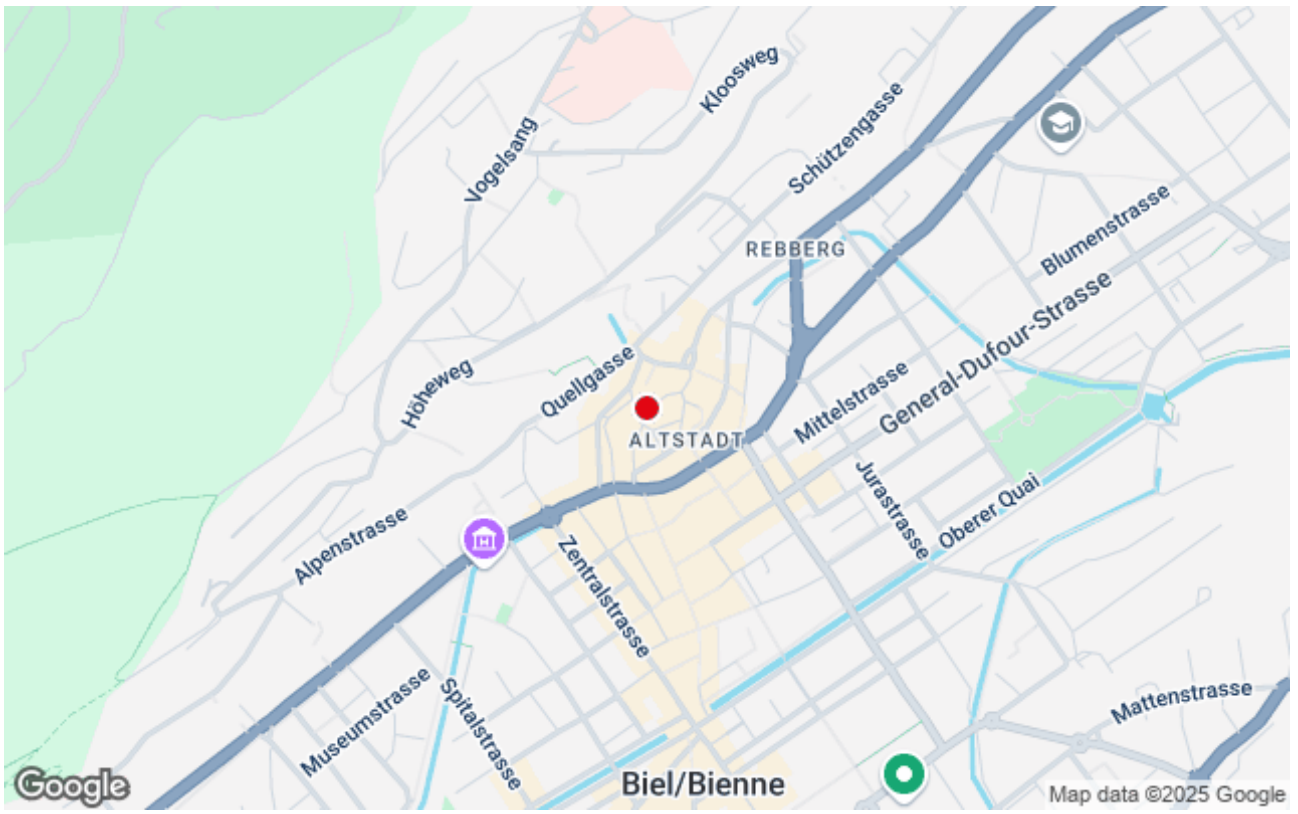 Kloosweg
Vogelsang
Schützengasse
REBBERG
Blumenstrasse
General-Dufour-Strasse
Höheweg
Quellgasse
Mittelstrasse
ALTSTADT
Jurastrasse
Oberer Quai
Alpenstrasse
Zentralstrasse
Museumstrasse
Spitalstrasse
Mattenstrasse
Biel/Bienne
Google
Map data ©2025 Google